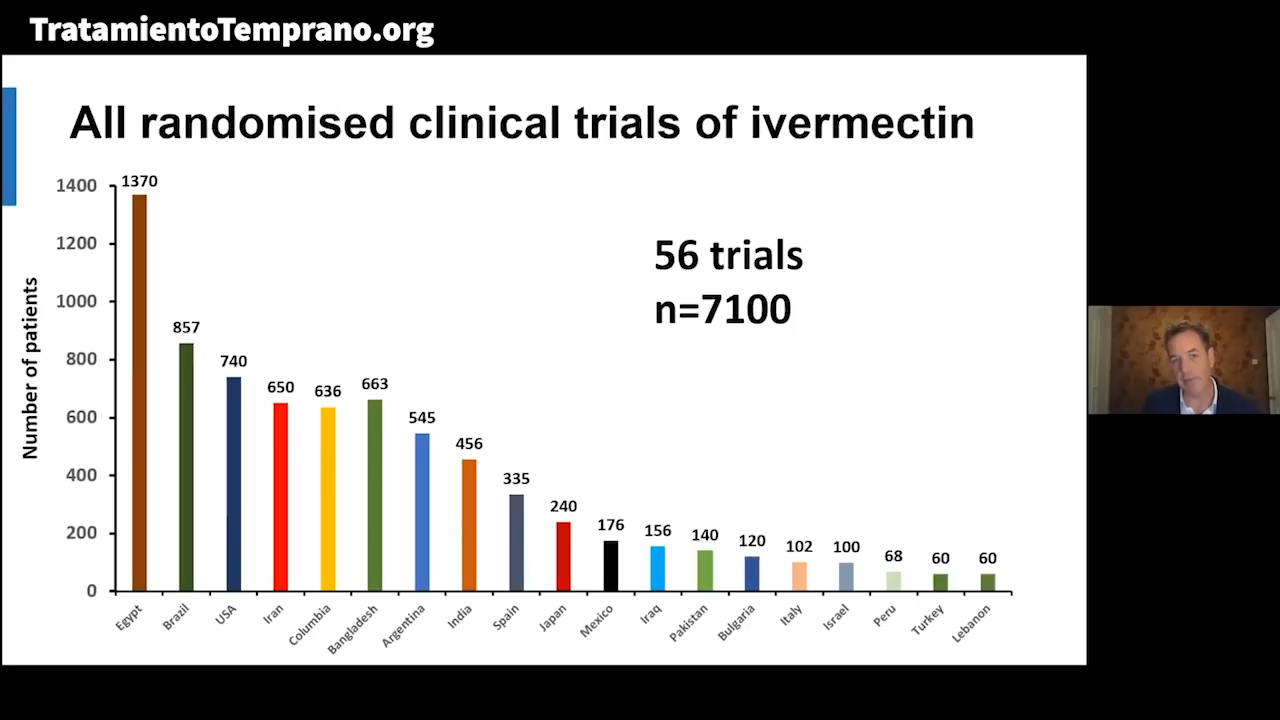 TratamientoTemprano.org
All randomised clinical trials of ivermectin
56 trials
n=7100
Number of patients
1400
1200
1000
800
600
400
200
0
1370
857
740
650
636
663
545
456
335
240
176
156
140
120
102
100
68
60
60
Egypt
Brazil
USA
Iran
Columbia
Bangladesh
Argentina
India
Spain
Japan
Mexico
Iraq
Pakistan
Bulgaria
Italy
Israel
Peru
Turkey
Lebanon